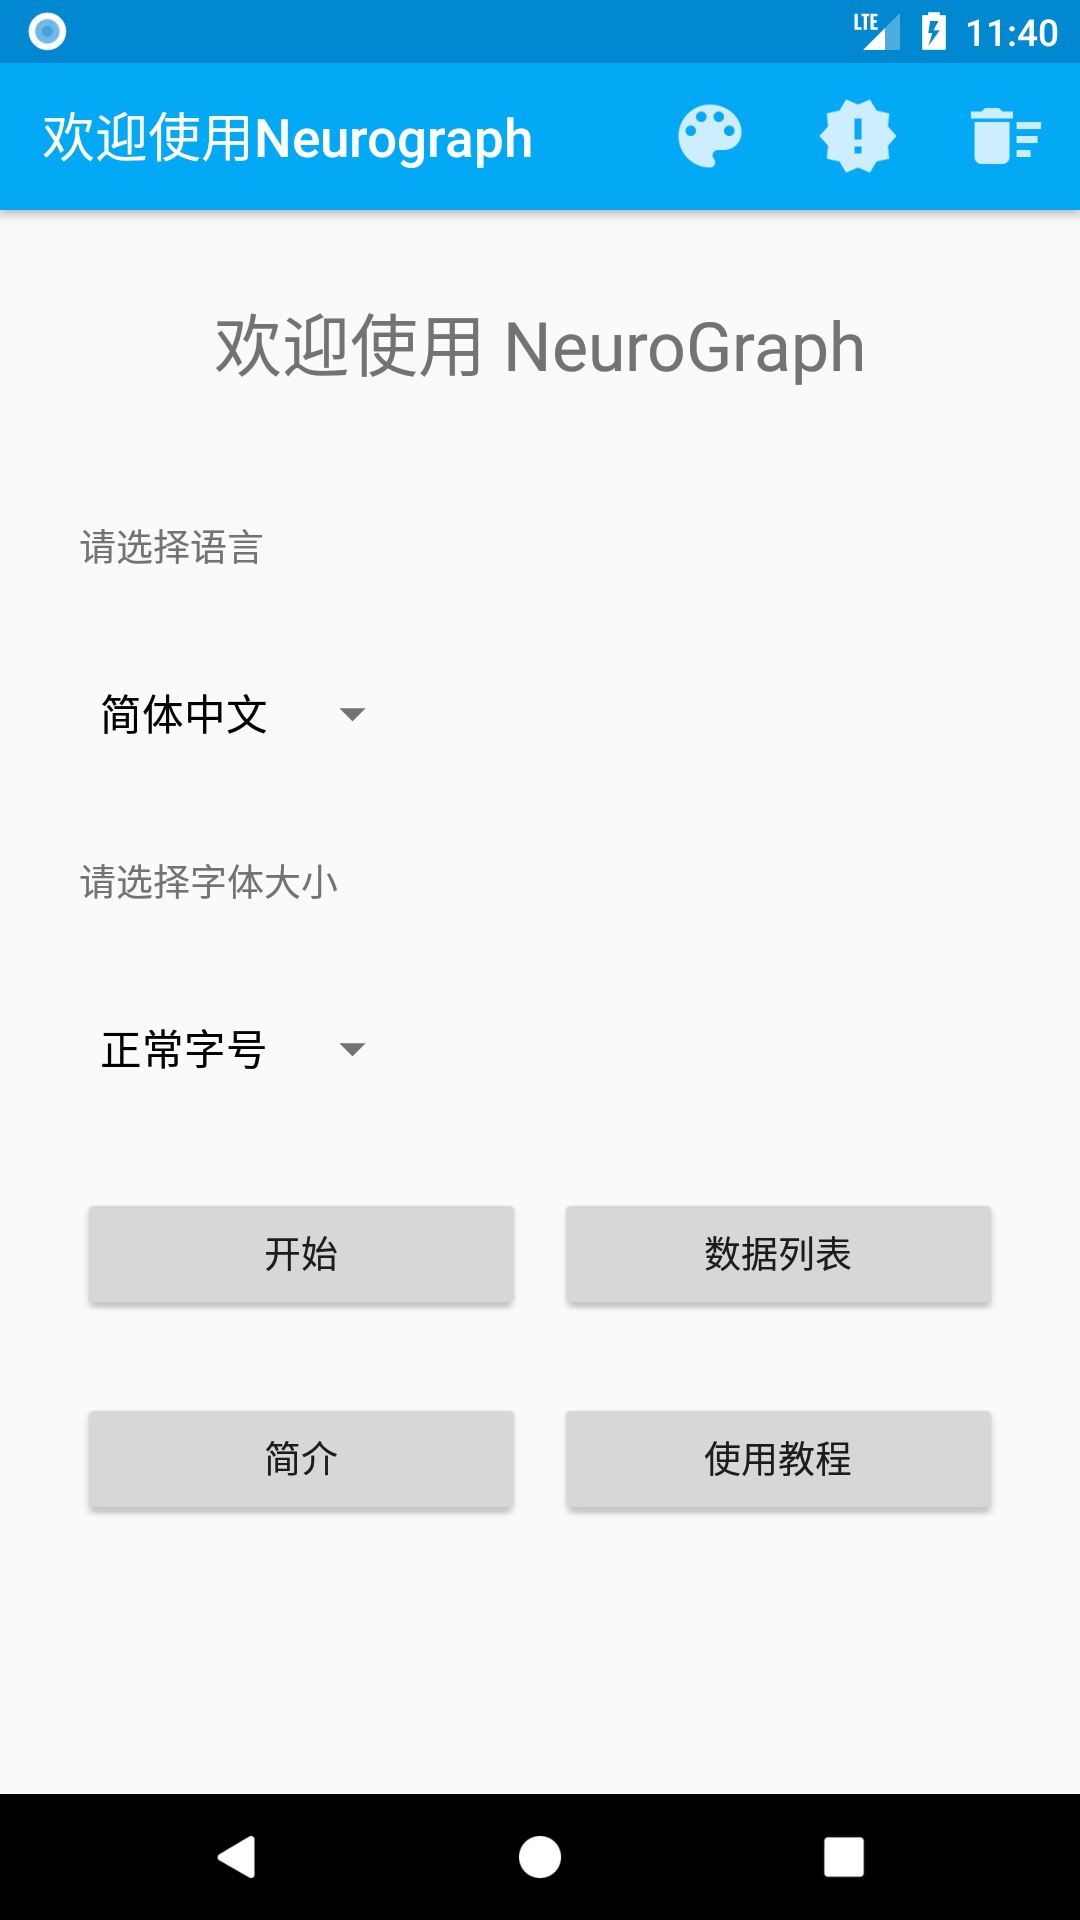 LTE 11:40
欢迎使用Neurograph
欢迎使用 NeuroGraph
请选择语言
简体中文
请选择字体大小
正常字号
开始 数据列表
简介 使用教程